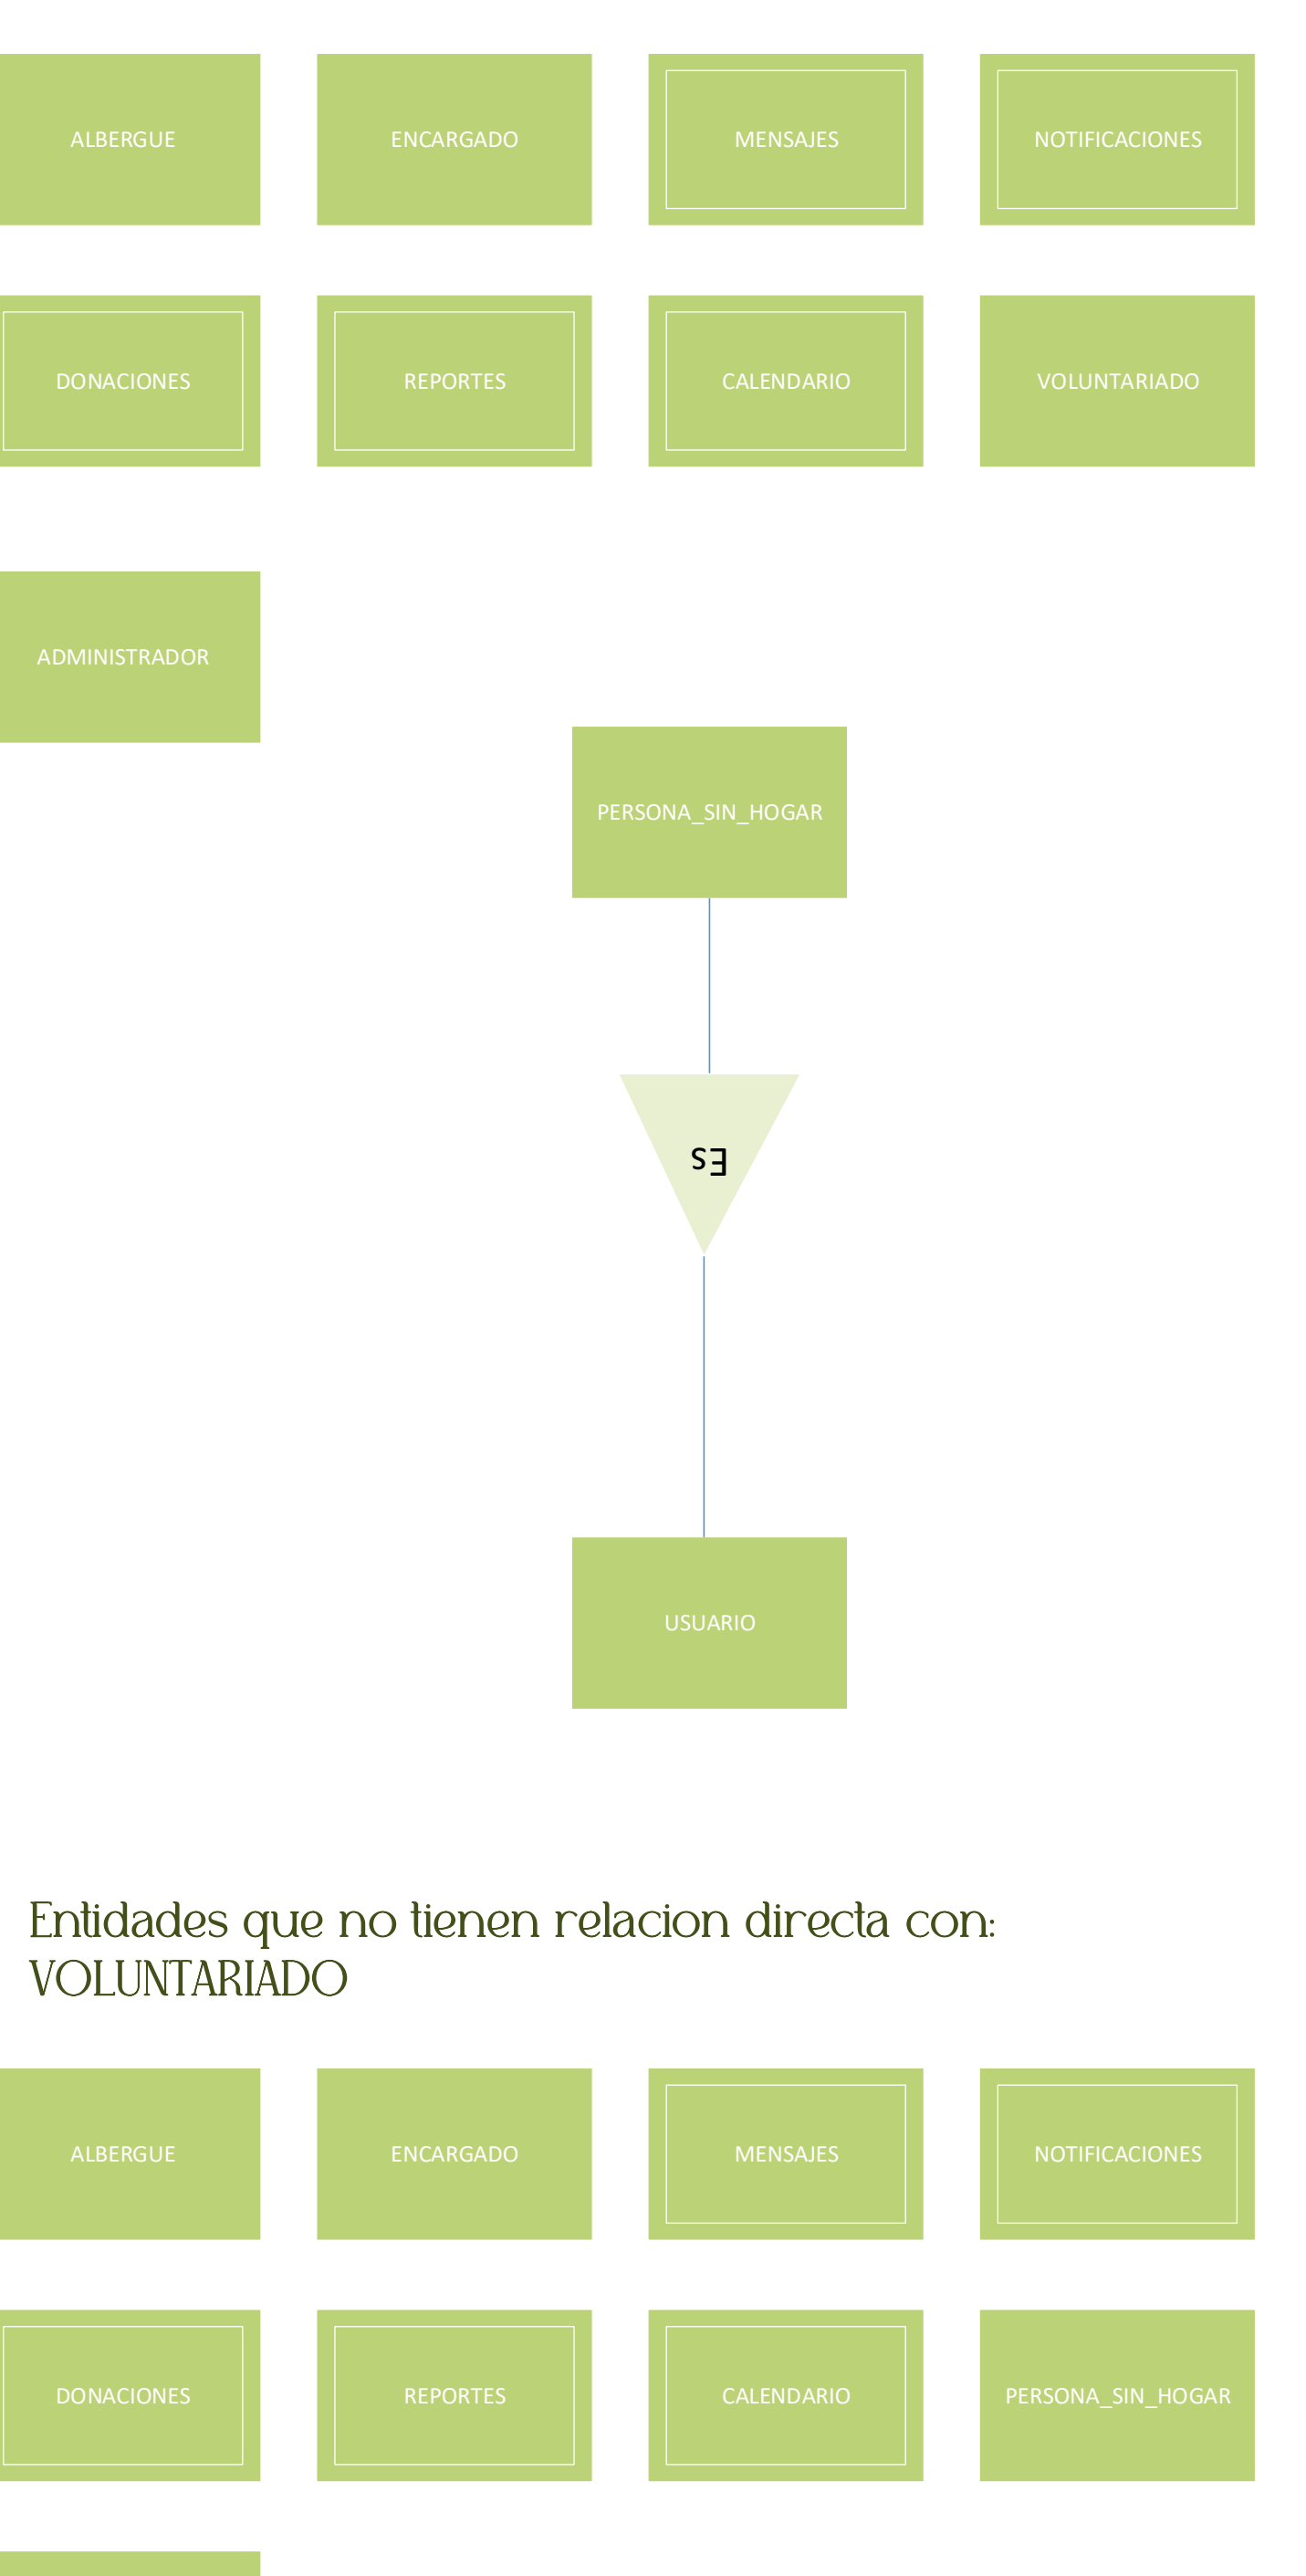 ALBERGUE
ENCARGADO
MENSAJES
NOTIFICACIONES
DONACIONES
REPORTES
CALENDARIO
VOLUNTARIADO
ADMINISTRADOR
PERSONA_SIN_HOGAR
ES
USUARIO
Entidades que no tienen relacion directa con:
VOLUNTARIADO
ALBERGUE
ENCARGADO
MENSAJES
NOTIFICACIONES
DONACIONES
REPORTES
CALENDARIO
PERSONA_SIN_HOGAR